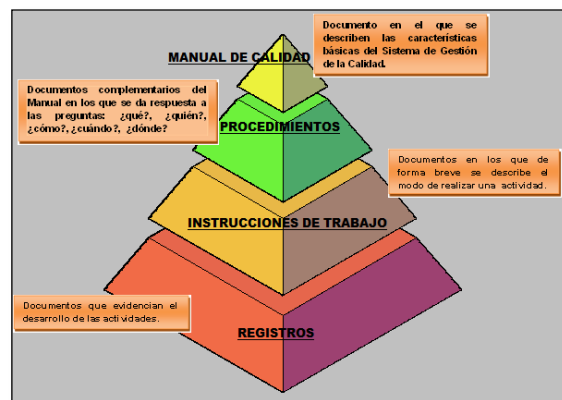 Documento en el que se
describen las características
básicas del Sistema de Gestión
de la Calidad.
MANUAL DE CALIDAD
Documentos complementarios del
Manual en los que se da respuesta a
las preguntas: ¿qué?, ¿quién?,
¿cómo?, ¿cuándo?, ¿dónde?
PROCEDIMIENTOS
Documentos en los que de
forma breve se describe el
modo de realizar una actividad.
INSTRUCCIONES DE TRABAJO
Documentos que evidencian el
desarrollo de las actividades.
REGISTROS